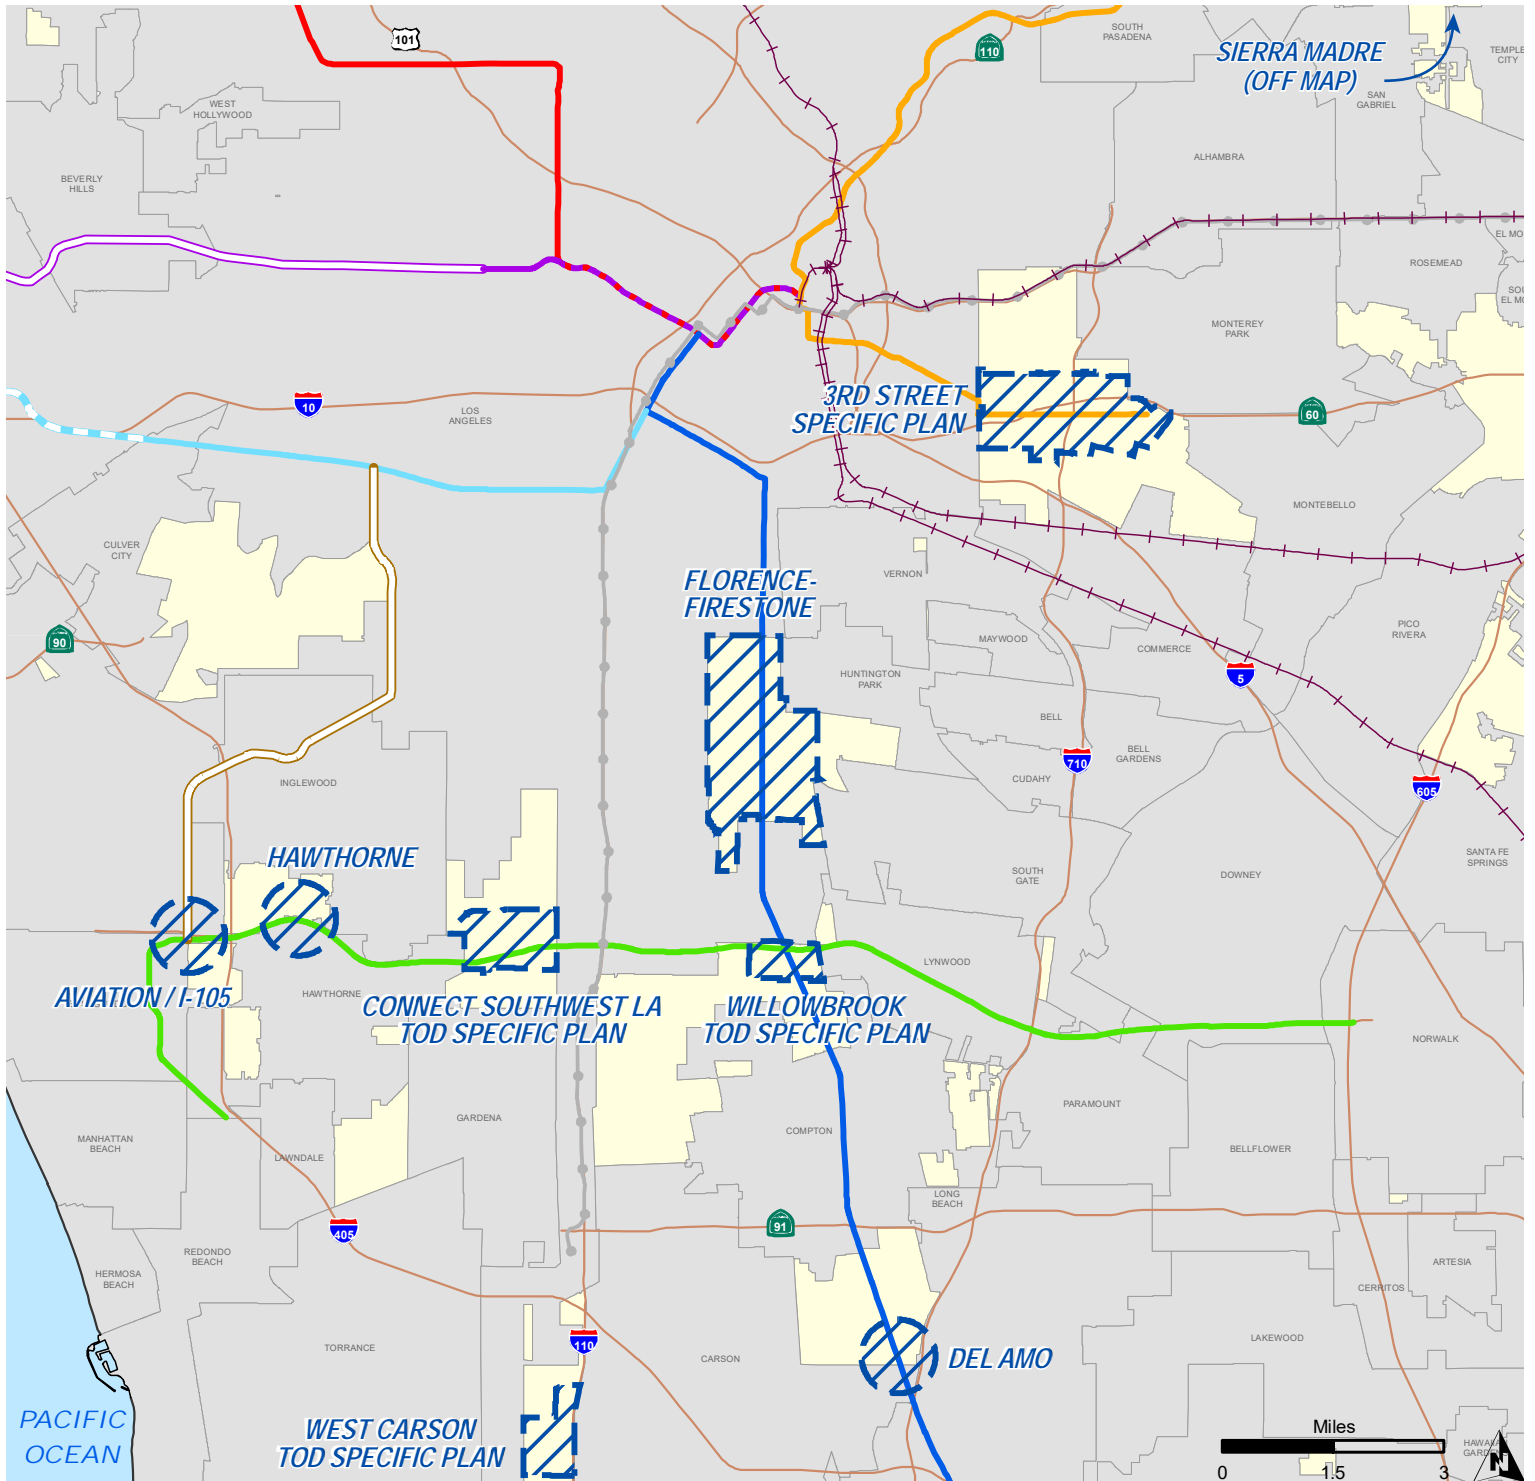 101
110
SOUTH
PASADENA
SIERRA MADRE
(OFF MAP)
TEMPLE
CITY
WEST
HOLLYWOOD
SAN
GABRIEL
BEVERLY
HILLS
ALHAMBRA
EL MO
ROSEMEAD
SOU
EL MO
MONTEREY
PARK
10
LOS
ANGELES
3RD STREET
SPECIFIC PLAN
60
MONTEBELLO
CULVER
CITY
VERNON
FLORENCE-
FIRESTONE
90
MAYWOOD
COMMERCE
PICO
RIVERA
HUNTINGTON
PARK
5
BELL
BELL
GARDENS
710
CUDAHY
INGLEWOOD
605
HAWTHORNE
SOUTH
GATE
DOWNEY
SANTA FE
SPRINGS
LYNWOOD
AVIATION / I-105
HAWTHORNE
CONNECT SOUTHWEST LA
TOD SPECIFIC PLAN
WILLOWBROOK
TOD SPECIFIC PLAN
NORWALK
GARDENA
PARAMOUNT
MANHATTAN
BEACH
COMPTON
LAWNDALE
BELLFLOWER
LONG
BEACH
405
91
REDONDO
BEACH
HERMOSA
BEACH
ARTESIA
CERRITOS
TORRANCE
110
CARSON
DEL AMO
LAKEWOOD
PACIFIC
OCEAN
WEST CARSON
TOD SPECIFIC PLAN
Miles
0 1.5 3
N